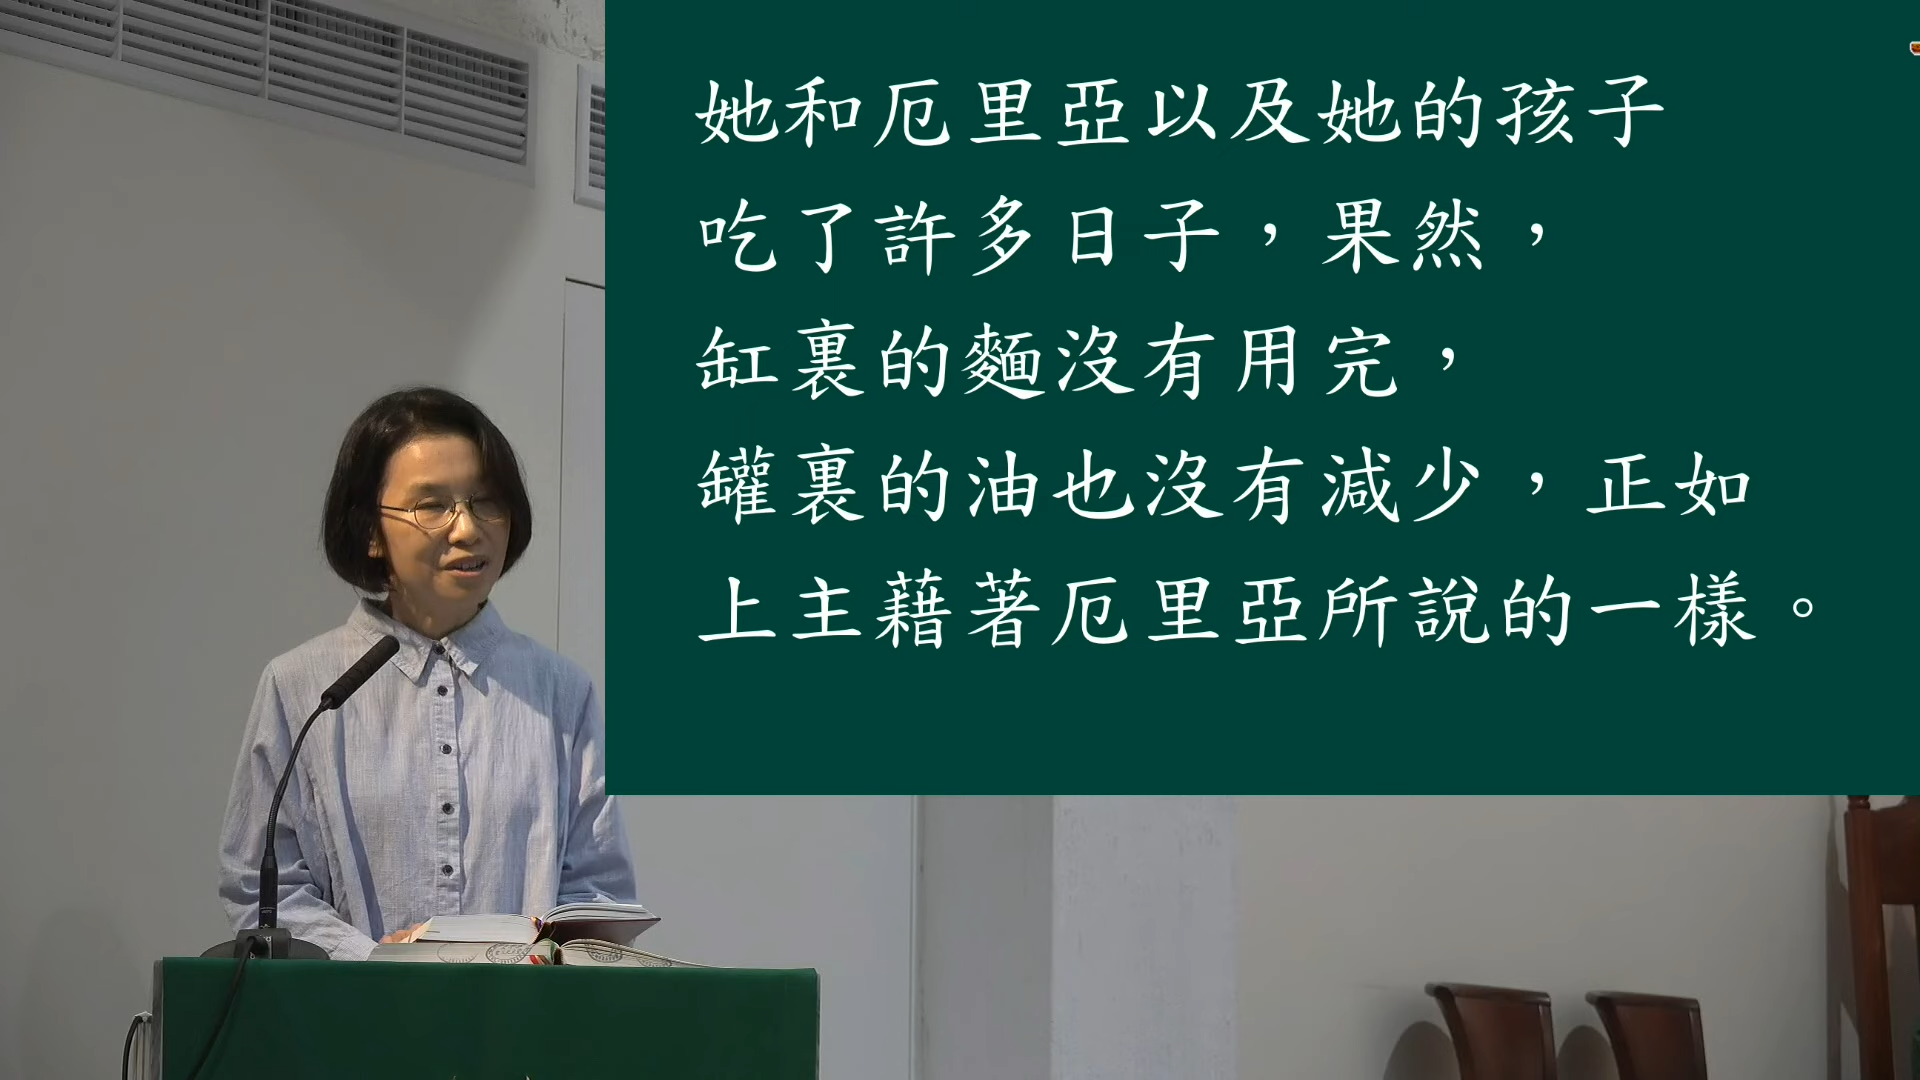 她和厄里亞以及她的孩子
吃了許多日子，果然，
缸裏的麵沒有用完，
罐裏的油也沒有減少，正如
上主藉著厄里亞所說的一樣。